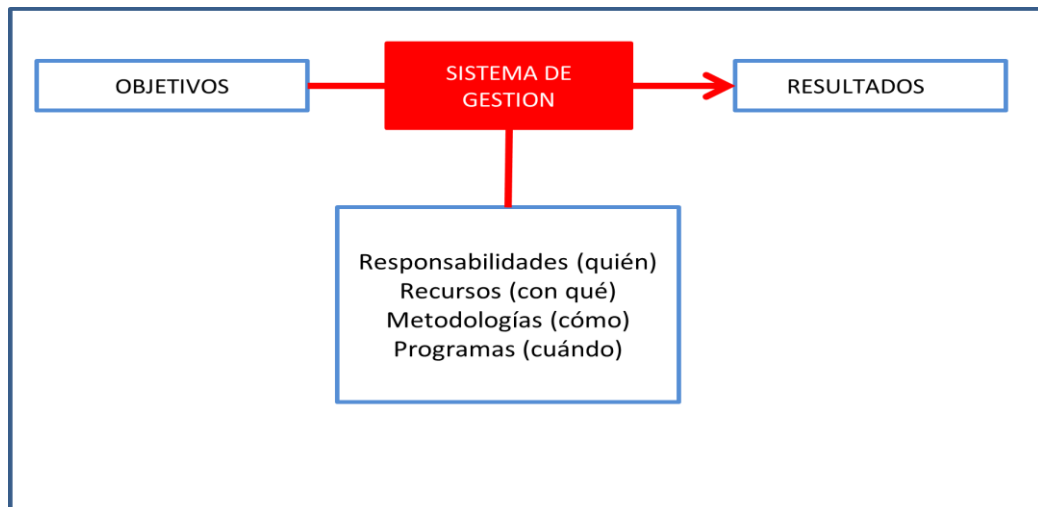 OBJETIVOS
SISTEMA DE
GESTION
RESULTADOS
Responsabilidades (quién)
Recursos (con qué)
Metodologías (cómo)
Programas (cuándo)